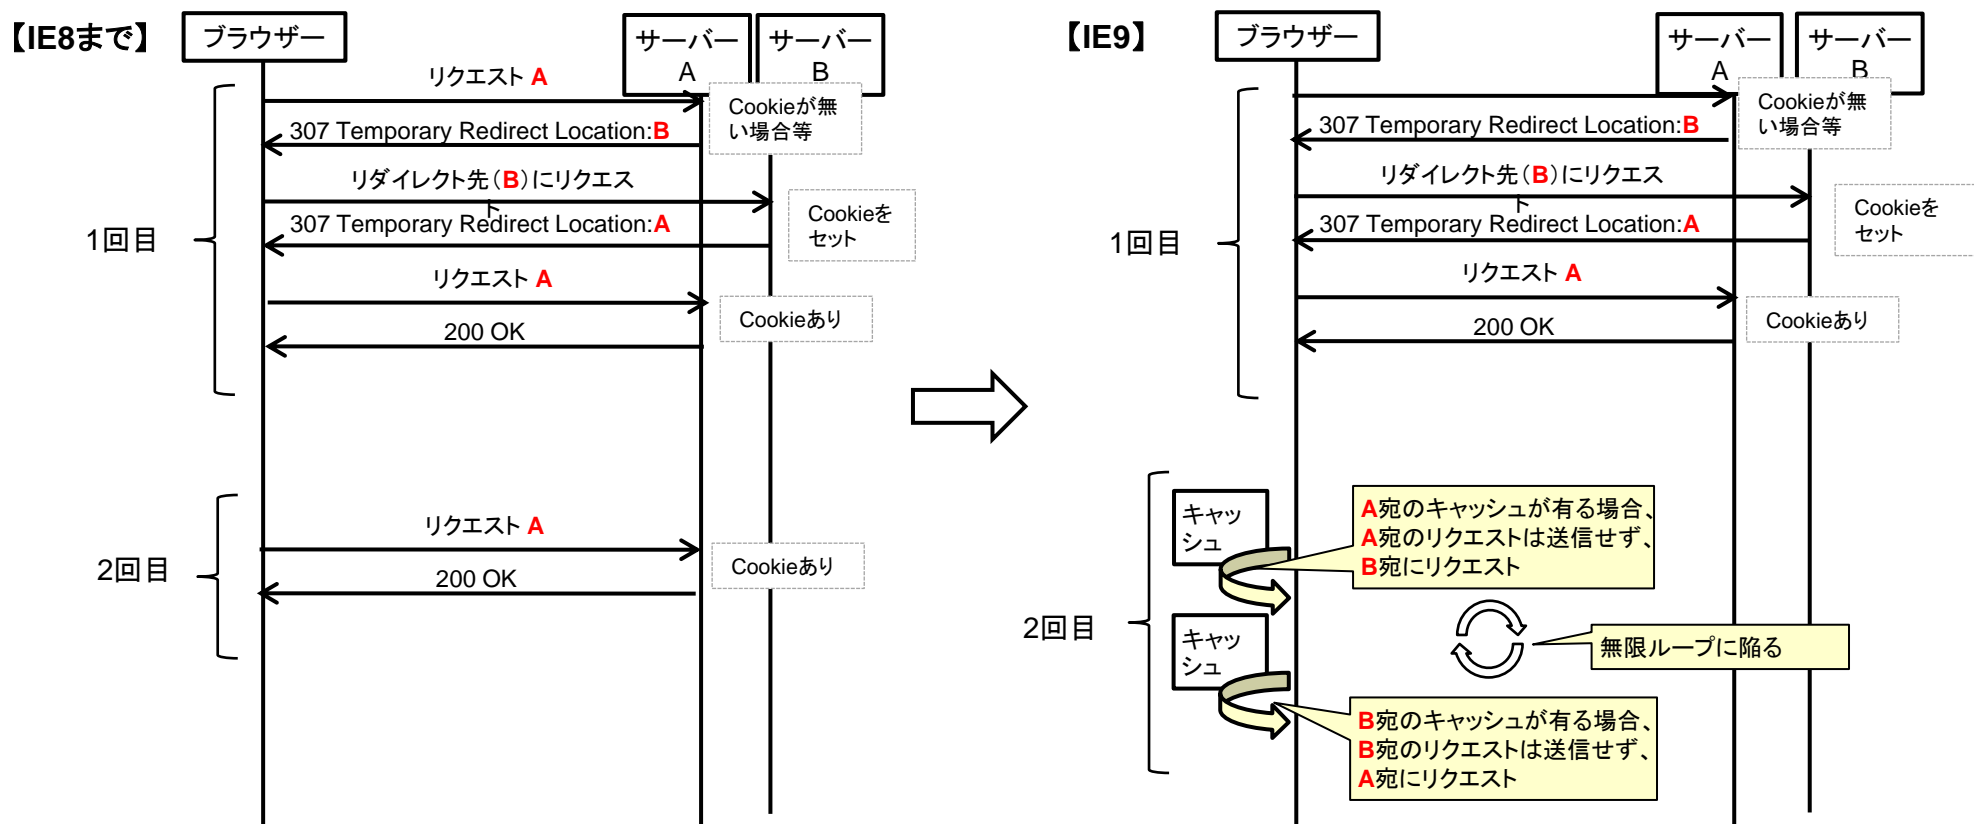 【IE8まで】
ブラウザー
サーバー
A
サーバー
B
リクエスト A
Cookieが無
い場合等
307 Temporary Redirect Location:B
リダイレクト先（B）にリクエス
ト
Cookieを
セット
307 Temporary Redirect Location:A
1回目
リクエスト A
Cookieあり
200 OK
リクエスト A
2回目
Cookieあり
200 OK
【IE9】
ブラウザー
サーバー
A
サーバー
B
Cookieが無
い場合等
307 Temporary Redirect Location:B
リダイレクト先（B）にリクエス
ト
Cookieを
セット
307 Temporary Redirect Location:A
1回目
リクエスト A
Cookieあり
200 OK
キャッ
シュ
A宛のキャッシュが有る場合、
A宛のリクエストは送信せず、
B宛にリクエスト
2回目
キャッ
シュ
無限ループに陥る
B宛のキャッシュが有る場合、
B宛のリクエストは送信せず、
A宛にリクエスト